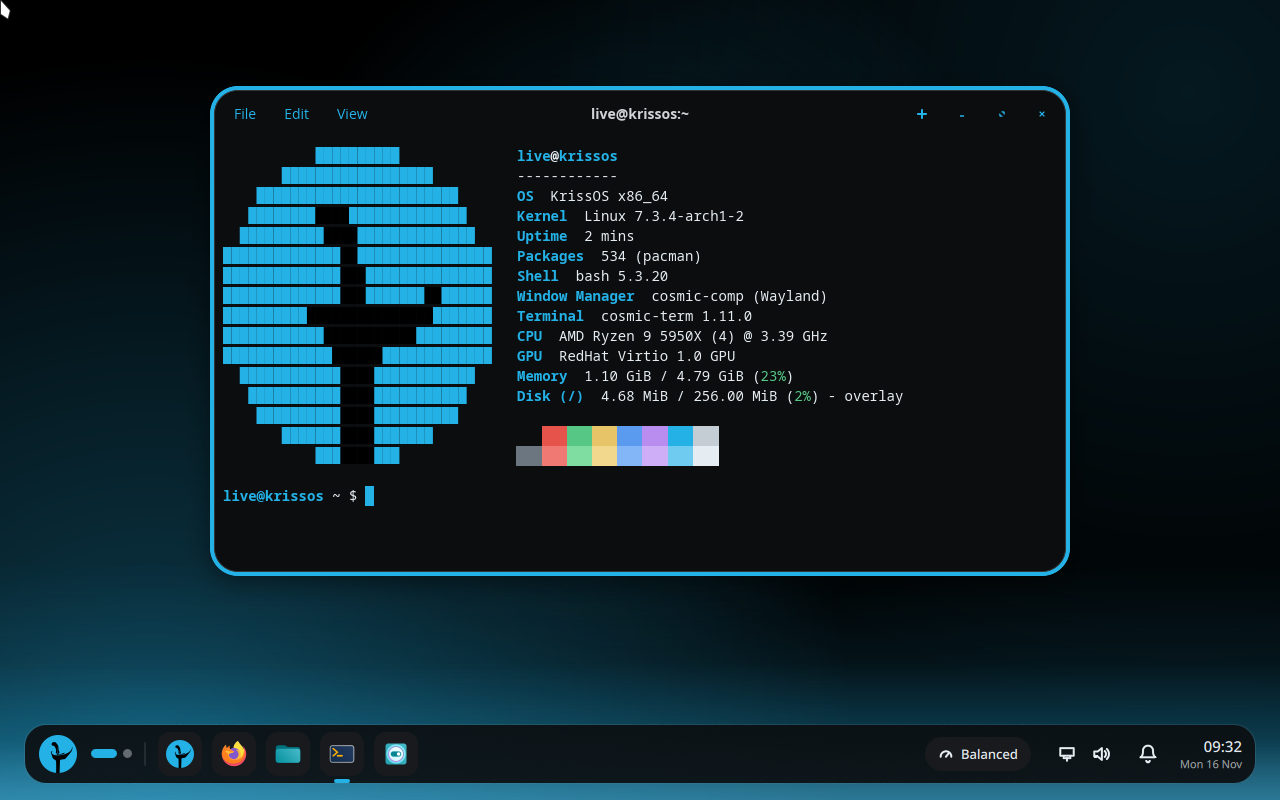 File Edit View live@krissos:~
live@krissos
------------
OS KrissOS x86_64
Kernel Linux 7.3.4-arch1-2
Uptime 2 mins
Packages 534 (pacman)
Shell bash 5.3.20
Window Manager cosmic-comp (Wayland)
Terminal cosmic-term 1.11.0
CPU AMD Ryzen 9 5950X (4) @ 3.39 GHz
GPU RedHat Virtio 1.0 GPU
Memory 1.10 GiB / 4.79 GiB (23%)
Disk (/) 4.68 MiB / 256.00 MiB (2%) - overlay
live@krissos ~ $
Balanced
09:32
Mon 16 Nov